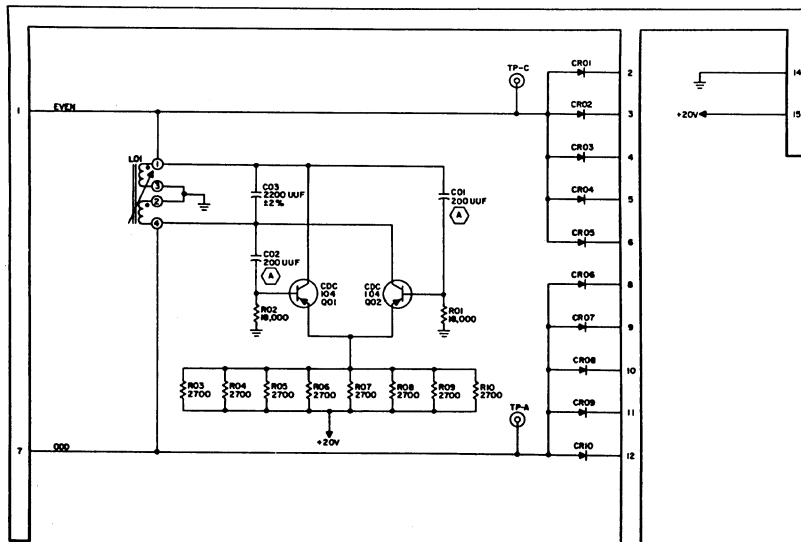 CR01
TP-C
2
14
CR02
1
EVEN
3
+20V
15
CR03
L01
1
4
3
C03
2200 UUF
±2%
C01
200 UUF
CR04
2
5
A
4
CR05
6
C02
200 UUF
A
CR06
8
CDC
104
Q01
CDC
104
Q02
R02
18,000
R01
18,000
CR07
9
CR08
10
R03
2700
R04
2700
R05
2700
R06
2700
R07
2700
R08
2700
R09
2700
R10
2700
TP-A
CR09
11
+20V
7
ODD
CR10
12